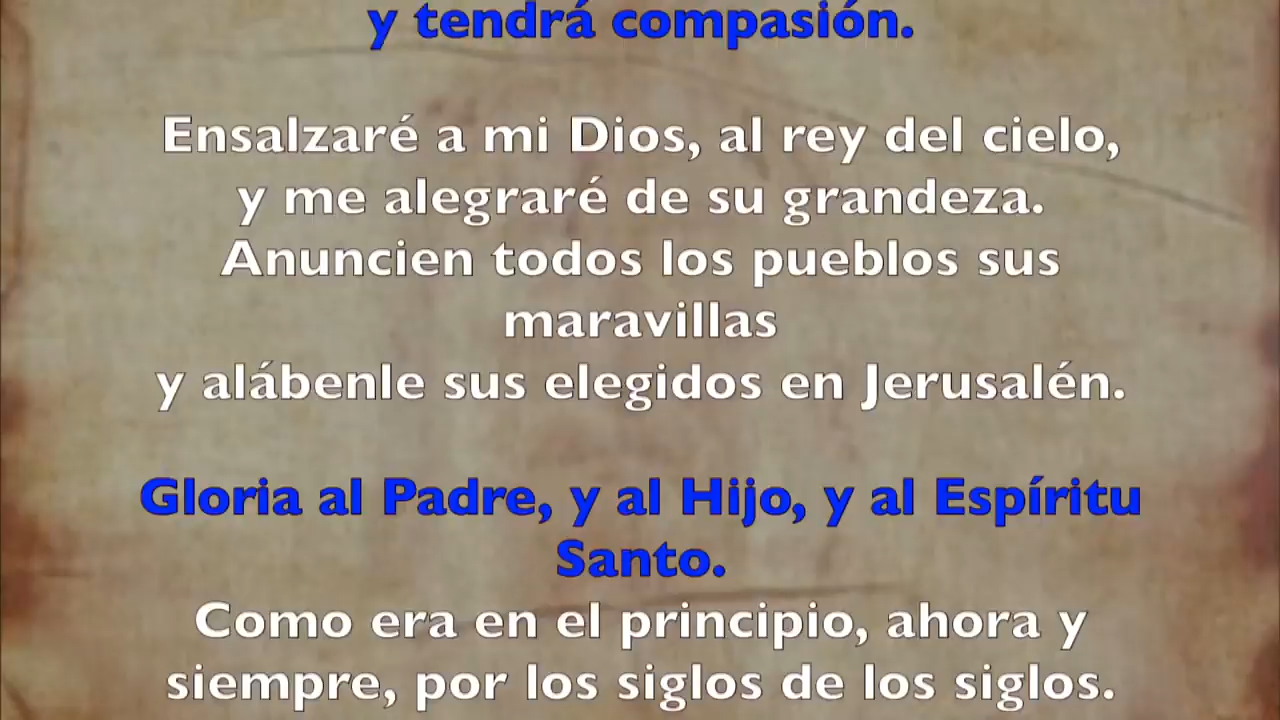 y tendrá compasión.
Ensalzaré a mi Dios, al rey del cielo,
y me alegraré de su grandeza.
Anuncien todos los pueblos sus
maravillas
y alábenle sus elegidos en Jerusalén.
Gloria al Padre, y al Hijo, y al Espíritu
Santo.
Como era en el principio, ahora y
siempre, por los siglos de los siglos.